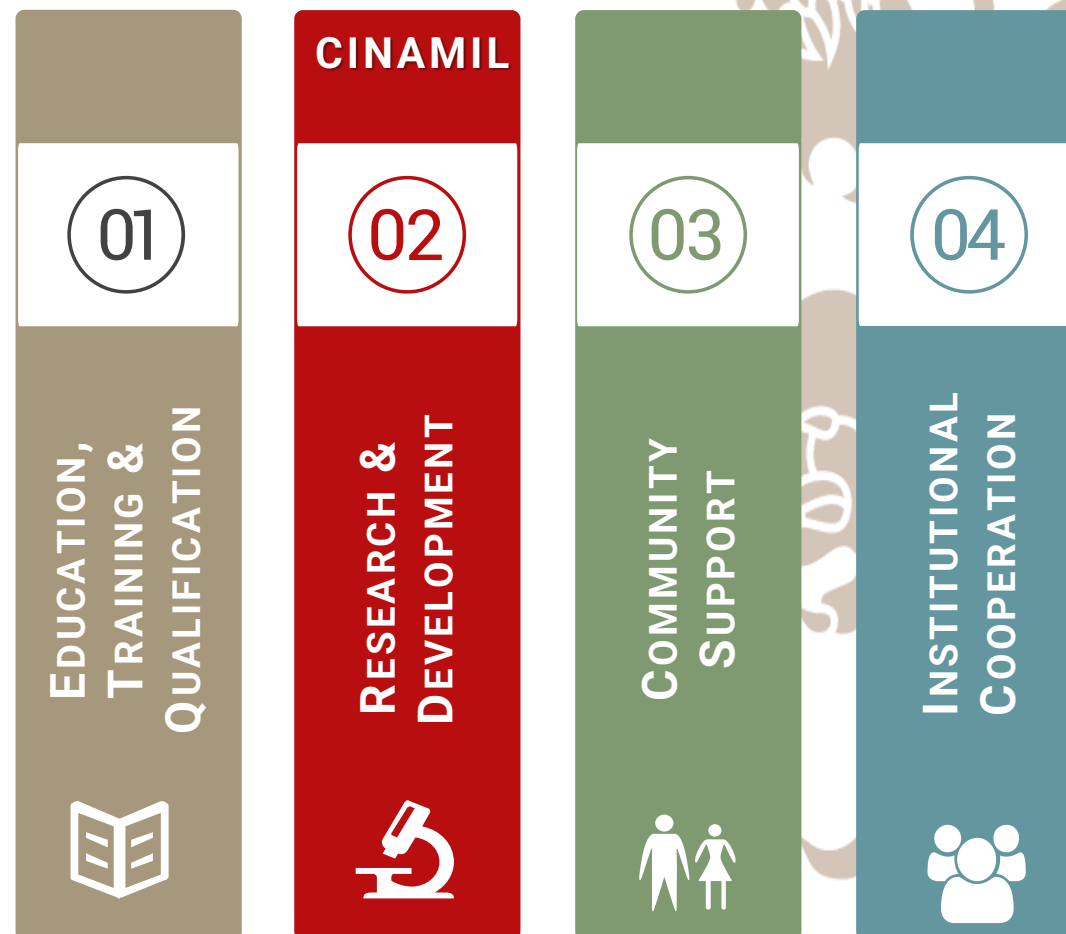 01
EDUCATION,
TRAINING &
QUALIFICATION
CINAMIL
02
RESEARCH &
DEVELOPMENT
03
COMMUNITY
SUPPORT
04
INSTITUTIONAL
COOPERATION